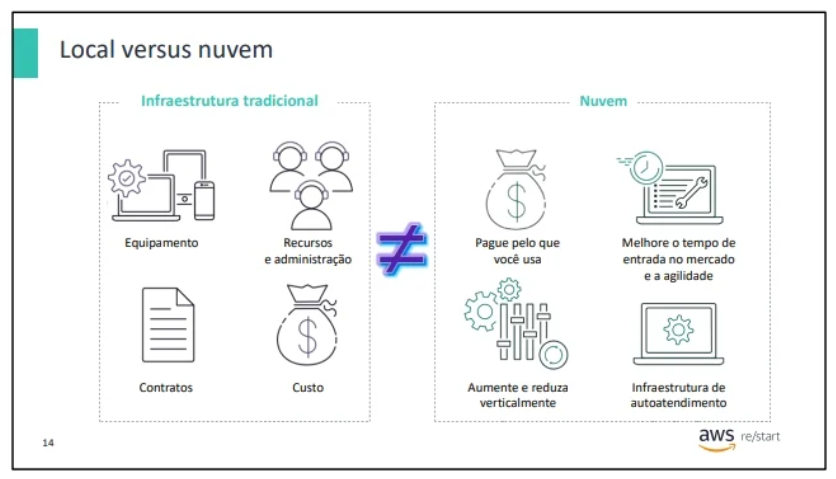 Local versus nuvem
Infraestrutura tradicional
Equipamento
Recursos
e administração
Contratos
Custo
≠
Nuvem
Pague pelo que
você usa
Melhore o tempo de
entrada no mercado
e a agilidade
Aumente e reduza
verticalmente
Infraestrutura de
autoatendimento
14
aws re/start